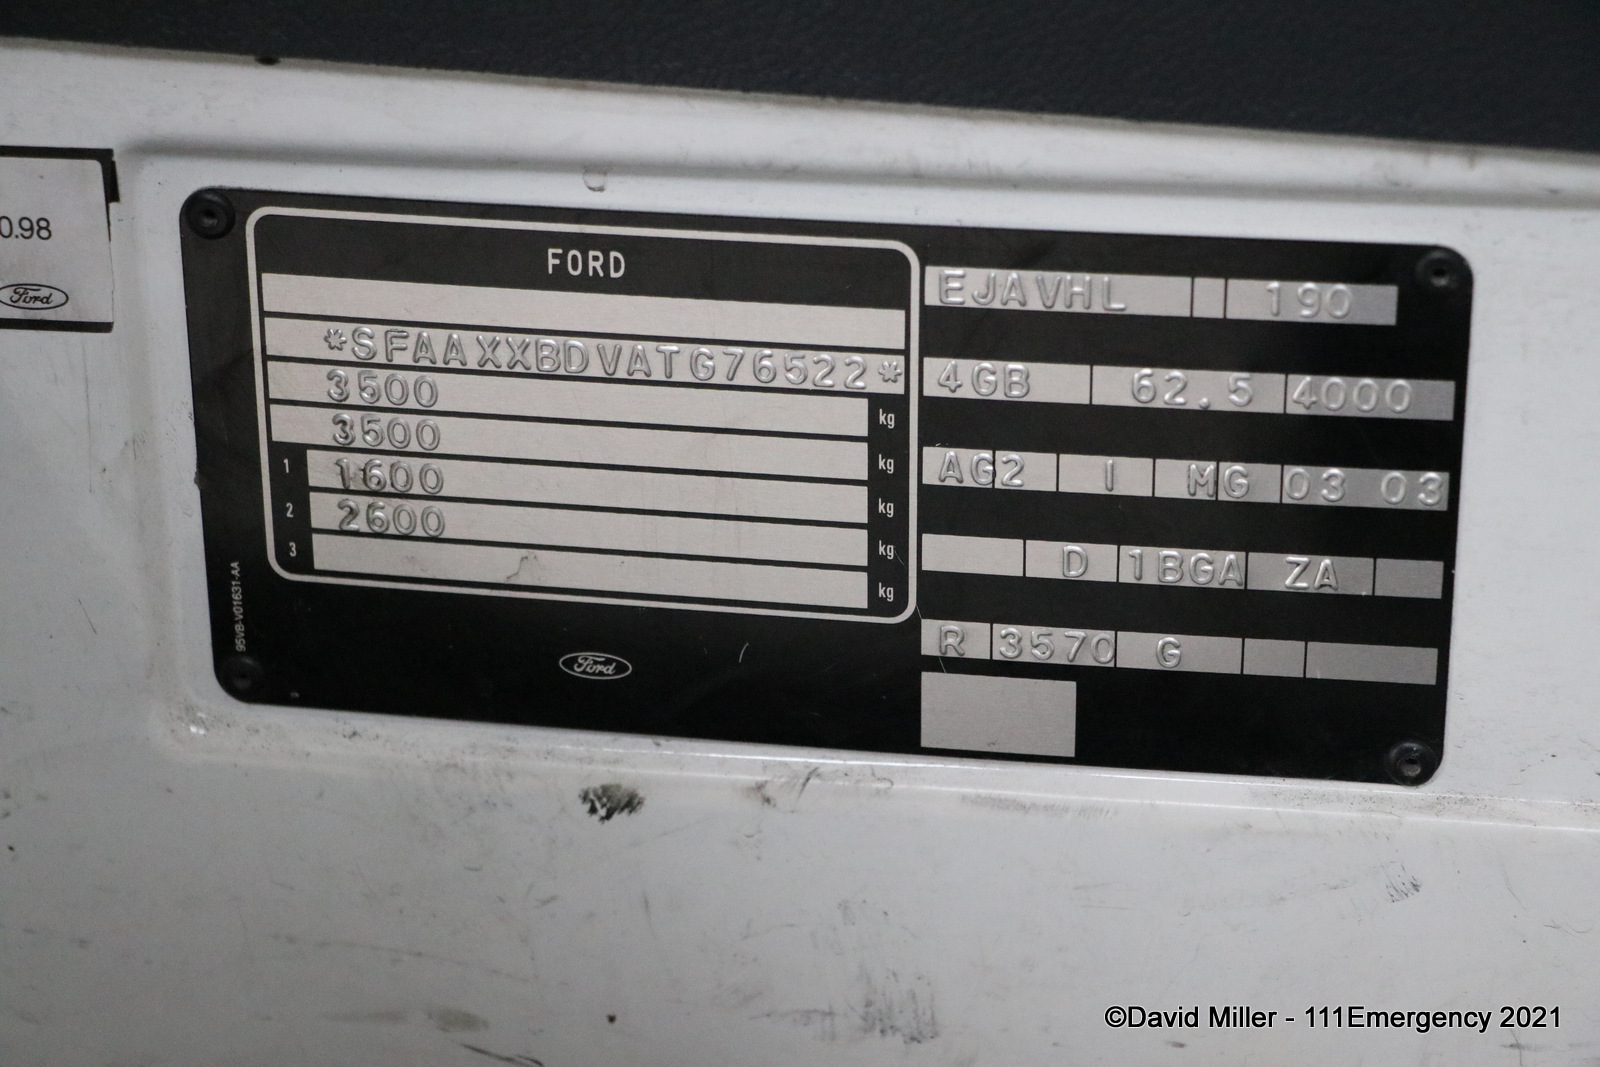 0.98
Ford
FORD
*SFAAXXBDVATG76522*
3500 kg
3500 kg
1 1600 kg
2 2600 kg
3 kg
95VB-V01631-AA
Ford
EJAVHL 190
4GB 62.5 4000
AG2 I MG 03 03
D 1BGA ZA
R 3570 G
©David Miller - 111Emergency 2021